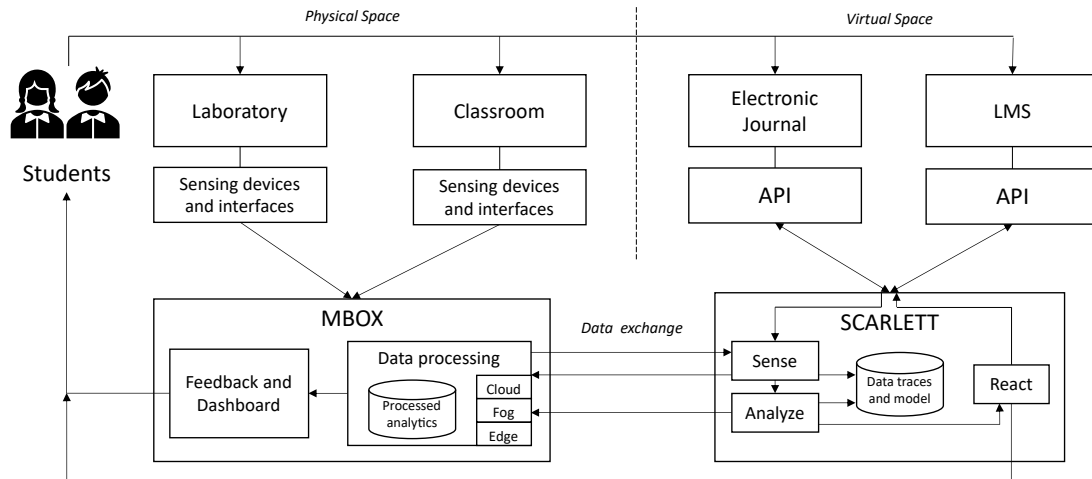 Physical Space
Virtual Space
Students
Laboratory
Classroom
Electronic
Journal
LMS
Sensing devices
and interfaces
Sensing devices
and interfaces
API
API
MBOX
Data exchange
SCARLETT
Feedback and
Dashboard
Data processing
Processed
analytics
Cloud
Fog
Edge
Sense
Analyze
Data traces
and model
React